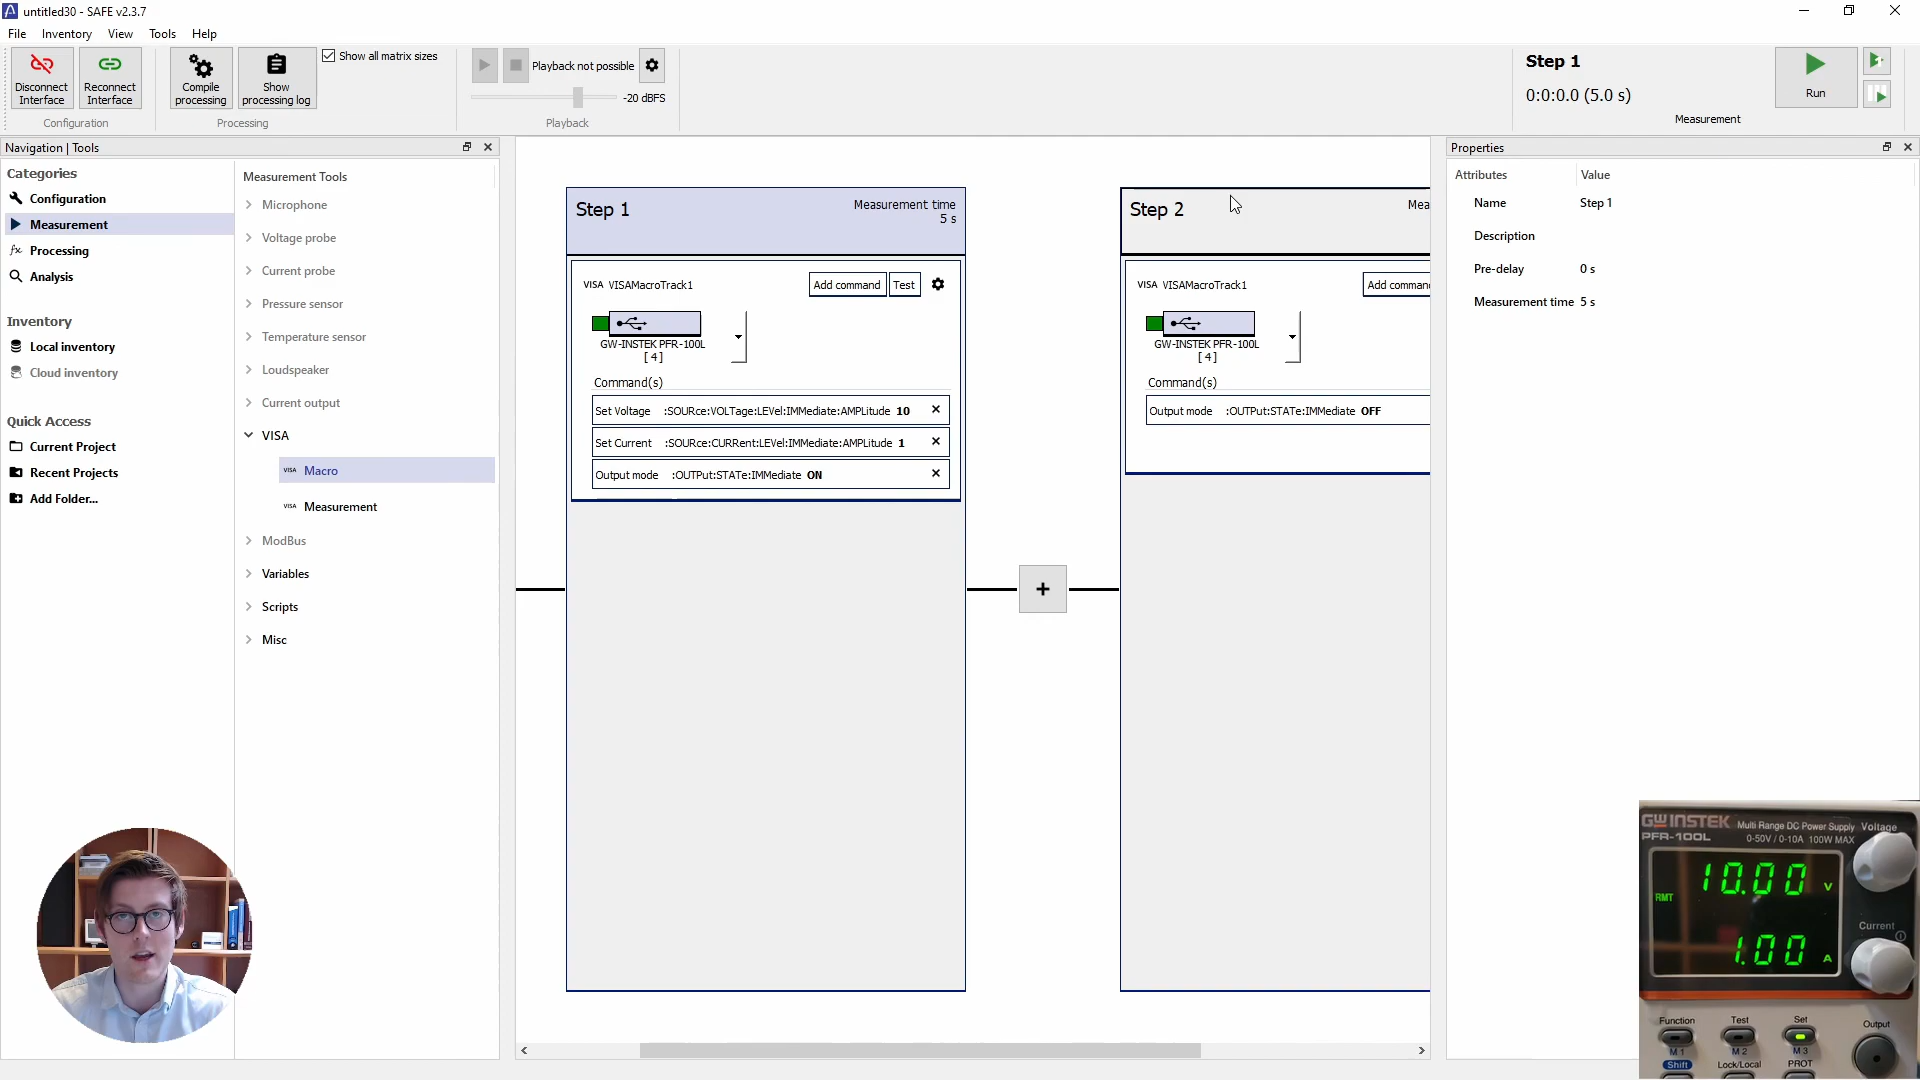 untitled30 - SAFE v2.3.7
File Inventory View Tools Help
Disconnect Interface
Reconnect Interface
Configuration
Compile processing
Show processing log
Processing
Show all matrix sizes
Playback not possible
-20 dBFS
Playback
Step 1
0:0:0.0 (5.0 s)
Run
Measurement
Navigation | Tools
Categories
Configuration
Measurement
Processing
Analysis
Inventory
Local inventory
Cloud inventory
Quick Access
Current Project
Recent Projects
Add Folder...
Measurement Tools
Microphone
Voltage probe
Current probe
Pressure sensor
Temperature sensor
Loudspeaker
Current output
VISA
VISA Macro
VISA Measurement
ModBus
Variables
Scripts
Misc
Step 1
Measurement time
5 s
VISA VISAMacroTrack1
Add command Test
GW-INSTEK PFR-100L
[ 4 ]
Command(s)
Set Voltage :SOURce:VOLTage:LEVel:IMMediate:AMPLitude 10
Set Current :SOURce:CURRent:LEVel:IMMediate:AMPLitude 1
Output mode :OUTPut:STATe:IMMediate ON
+
Step 2
Mea
VISA VISAMacroTrack1
Add comman
GW-INSTEK PFR-100L
[ 4 ]
Command(s)
Output mode :OUTPut:STATe:IMMediate OFF
Properties
Attributes Value
Name Step 1
Description
Pre-delay 0 s
Measurement time 5 s
GWINSTEK Multi Range DC Power Supply Voltage
PFR-100L 0-50V / 0-10A 100W MAX
10.00 V
RMT
Current
1.00 A
Function Test Set Output
M1 M2 M3
Shift Lock/Local PROT